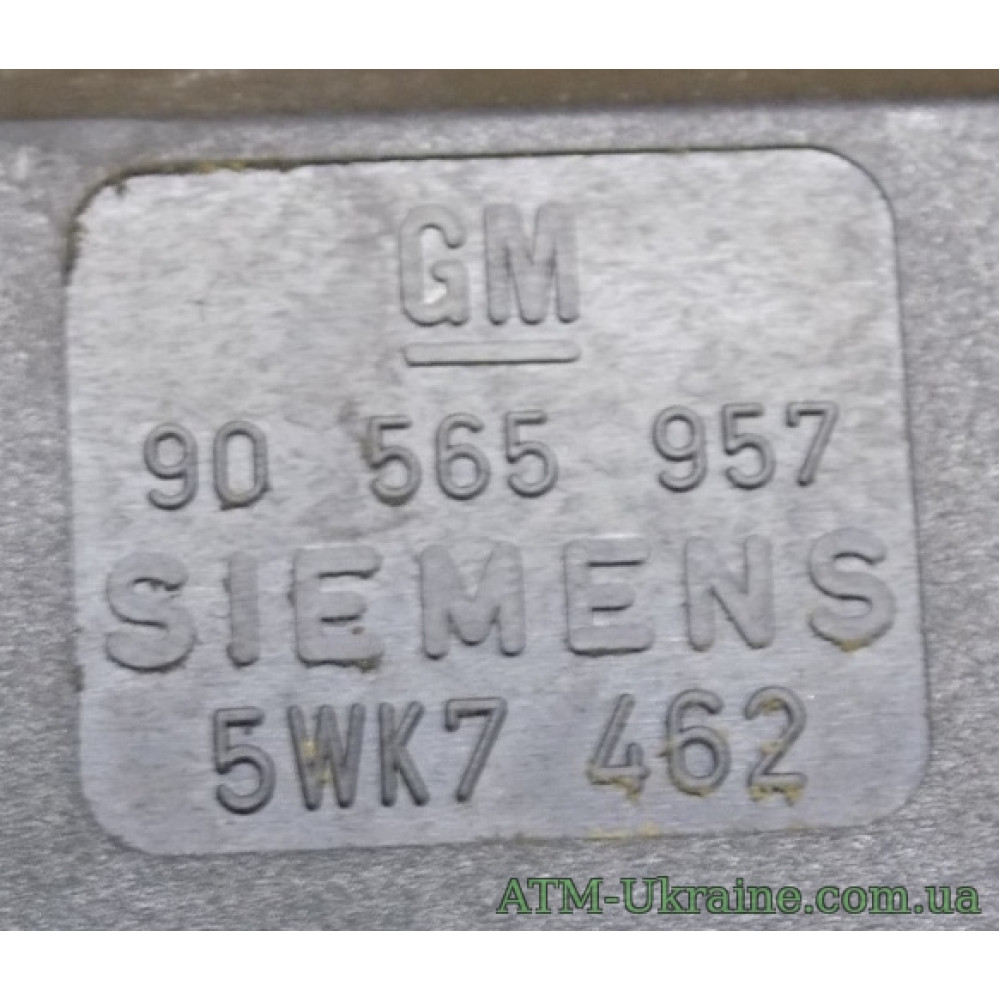 GM
90 565 957
SIEMENS
5WK7 462
ATM-Ukraine.com.ua